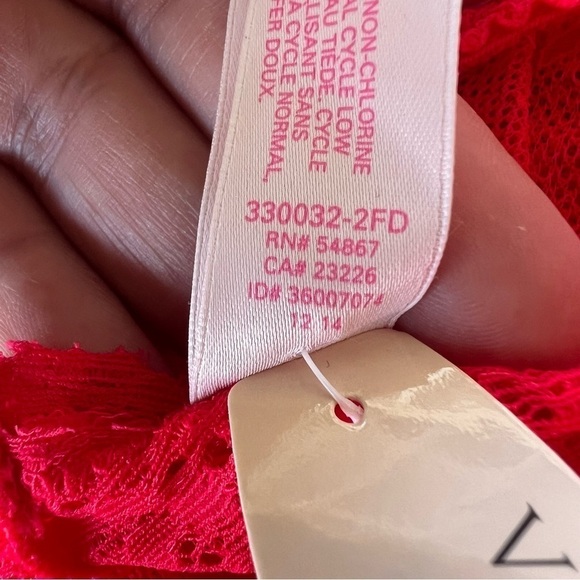 NON-CHLORINE
AL CYCLE LOW
AU TIEDE, CYCLE
LISANT SANS
À CYCLE NORMAL,
ER DOUX.
330032-2FD
RN# 54867
CA# 23226
ID# 36007074
12 14
V